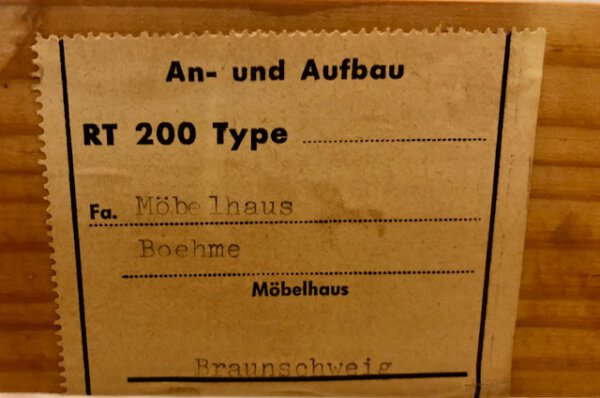 An- und Aufbau
RT 200 Type
Fa. Möbelhaus
Boehme
Möbelhaus
Braunschweig